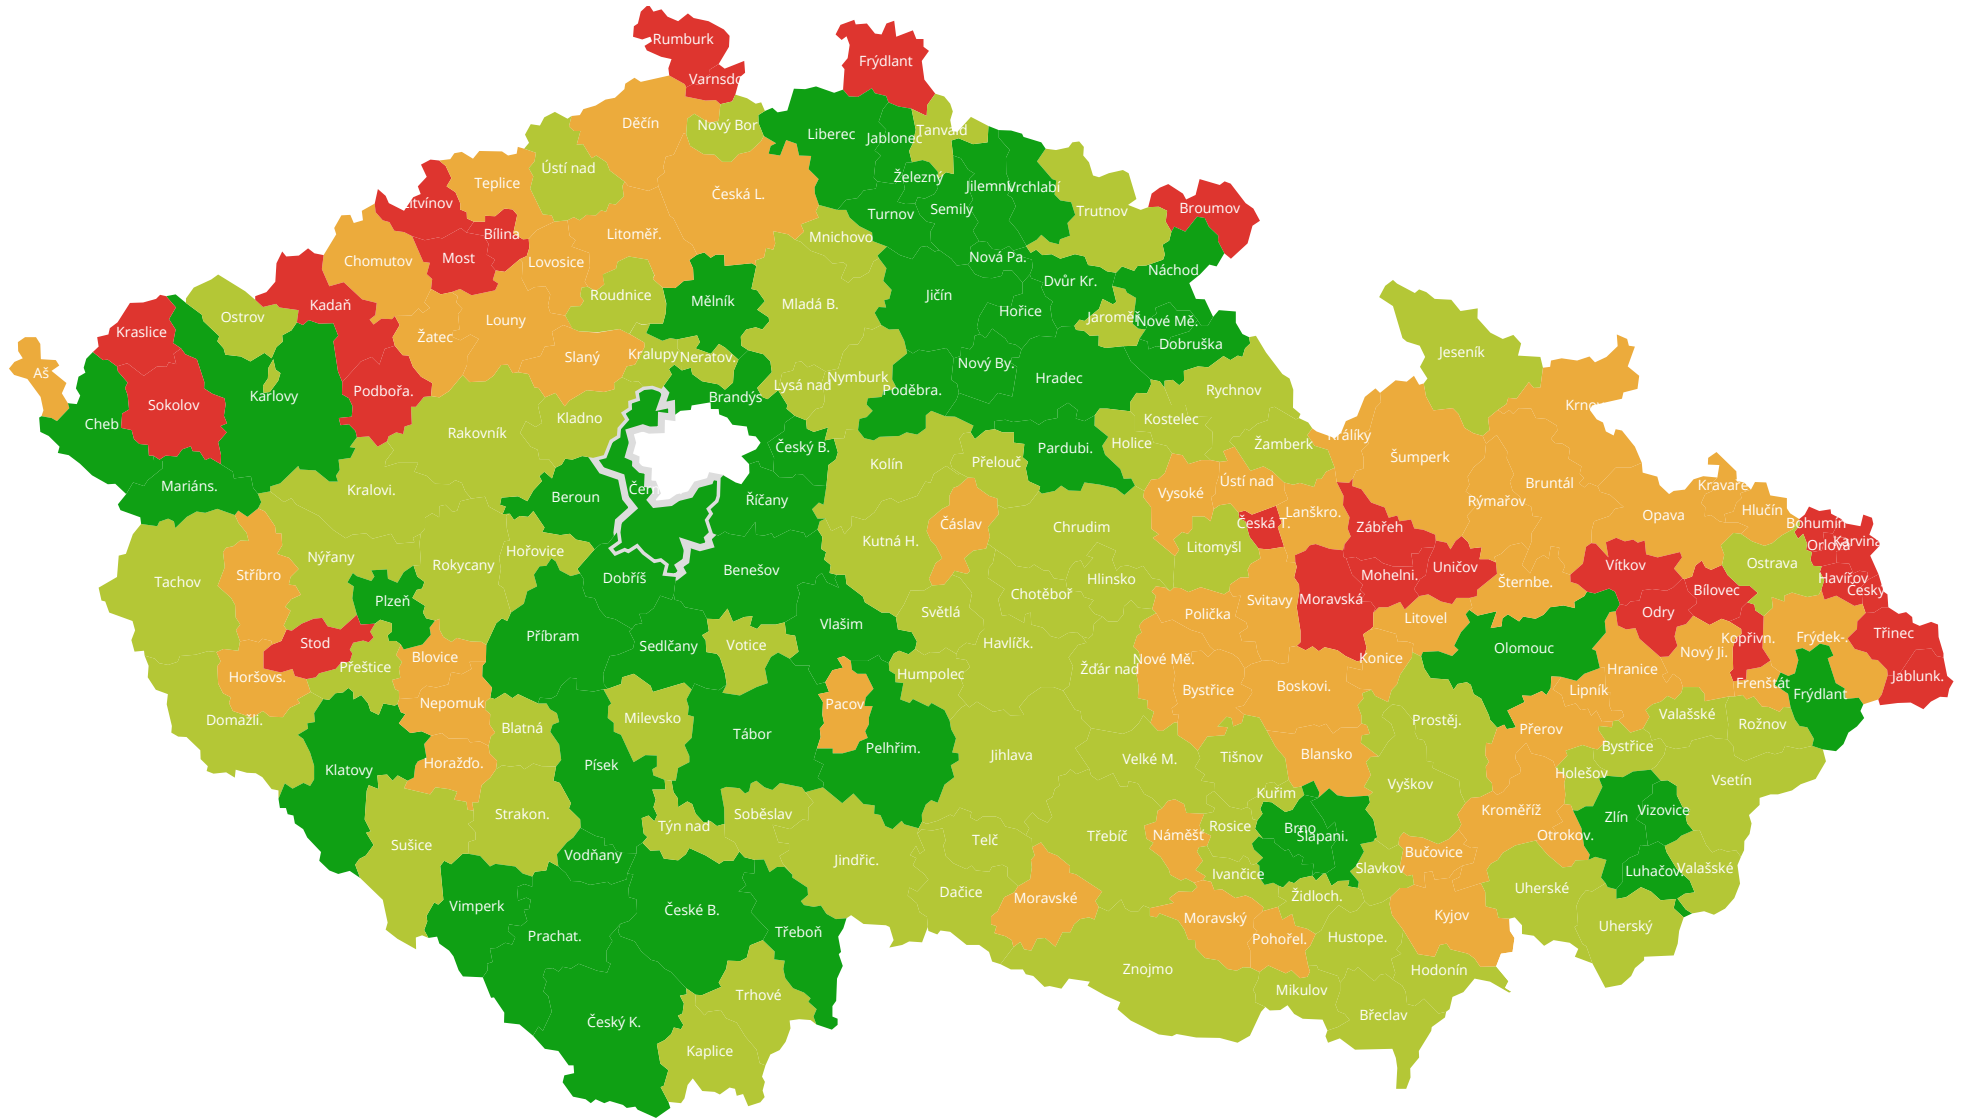 Rumburk
Varnsdo
Frýdlant
Děčín
Nový Bor
Liberec
Jablonec
Tanvald
Ústí nad
Teplice
Česká L.
Železný
Jilemni
Vrchlabí
Litvínov
Bílina
Litoměř.
Mnichovo
Turnov
Semily
Trutnov
Broumov
Chomutov
Most
Lovosice
Nová Pa.
Náchod
Kadaň
Roudnice
Mělník
Mladá B.
Jičín
Dvůr Kr.
Hořice
Jaroměř
Nové Mě.
Dobruška
Ostrov
Kraslice
Žatec
Louny
Slaný
Kralupy
Neratov.
Jeseník
Aš
Sokolov
Karlovy
Podbořa.
Lysá nad
Nymburk
Poděbra.
Nový By.
Hradec
Rychnov
Cheb
Rakovník
Kladno
Brandýs
Český B.
Kostelec
Holice
Žamberk
Králíky
Krno
Mariáns.
Kralovi.
Beroun
Čer
Říčany
Kolín
Přelouč
Pardubi.
Vysoké
Ústí nad
Šumperk
Rýmařov
Bruntál
Kravaře
Hlučín
Opava
Bohumín
Orlová
Karviná
Tachov
Stříbro
Nýřany
Rokycany
Hořovice
Dobříš
Benešov
Kutná H.
Čáslav
Chrudim
Litomyšl
Česká T.
Lanškro.
Zábřeh
Mohelni.
Uničov
Šternbe.
Vítkov
Ostrava
Havířov
Český
Plzeň
Příbram
Sedlčany
Votice
Vlašim
Světlá
Chotěboř
Hlinsko
Polička
Svitavy
Moravská
Litovel
Olomouc
Odry
Bílovec
Kopřivn.
Frýdek-.
Třinec
Stod
Přeštice
Blovice
Horšovs.
Nepomuk
Humpolec
Havlíčk.
Žďár nad
Nové Mě.
Bystřice
Boskovi.
Konice
Hranice
Lipník
Nový Ji.
Frenštát
Frýdlant
Jablunk.
Domažli.
Klatovy
Horažďo.
Blatná
Milevsko
Písek
Tábor
Pacov
Pelhřim.
Jihlava
Velké M.
Tišnov
Blansko
Prostěj.
Přerov
Valašské
Rožnov
Bystřice
Holešov
Vsetín
Sušice
Strakon.
Týn nad
Soběslav
Vodňany
Jindřic.
Telč
Třebíč
Náměšť
Rosice
Kuřim
Brno
Šlapani.
Vyškov
Kroměříž
Otrokov.
Zlín
Vizovice
Luhačov.
Valašské
Vimperk
České B.
Prachat.
Třeboň
Dačice
Moravské
Ivančice
Židloch.
Slavkov
Bučovice
Uherské
Uherský
Moravský
Pohořel.
Hustope.
Kyjov
Hodonín
Český K.
Trhové
Kaplice
Znojmo
Mikulov
Břeclav